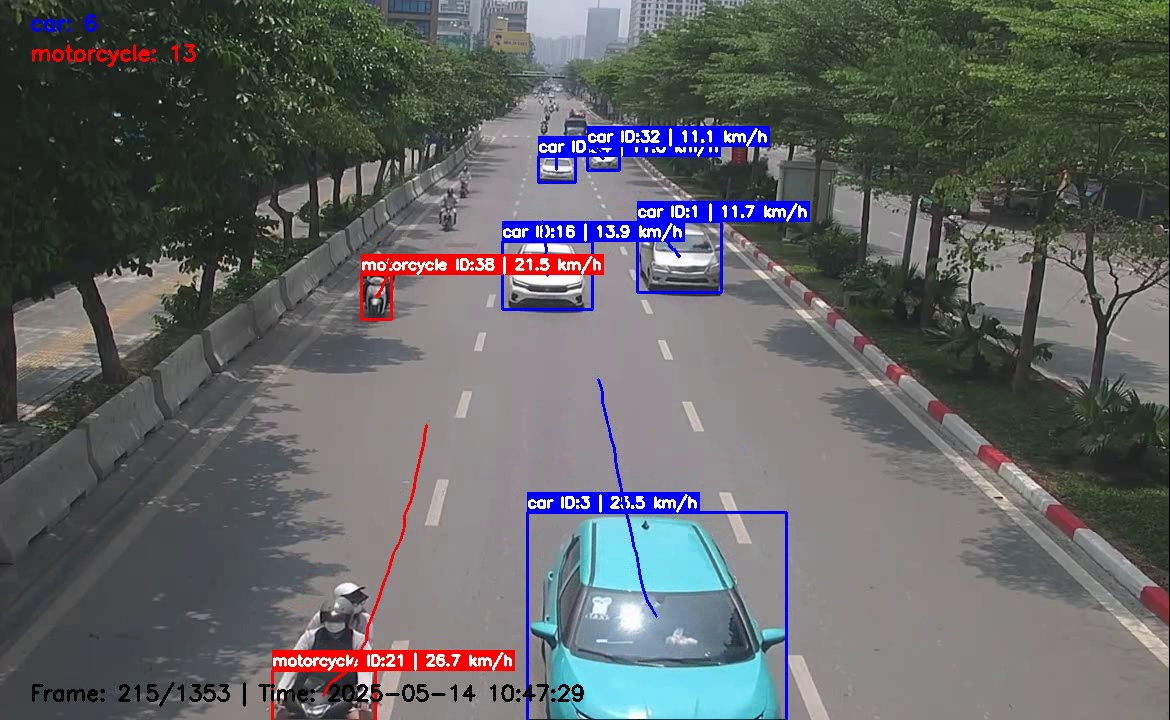 car: 6
motorcycle: 13
car ID:32 | 11.1 km/h
car ID:1 | 11.7 km/h
car ID:16 | 13.9 km/h
motorcycle ID:38 | 21.5 km/h
car ID:3 | 25.5 km/h
motorcycle ID:21 | 26.7 km/h
Frame: 215/1353 | Time: 2025-05-14 10:47:29